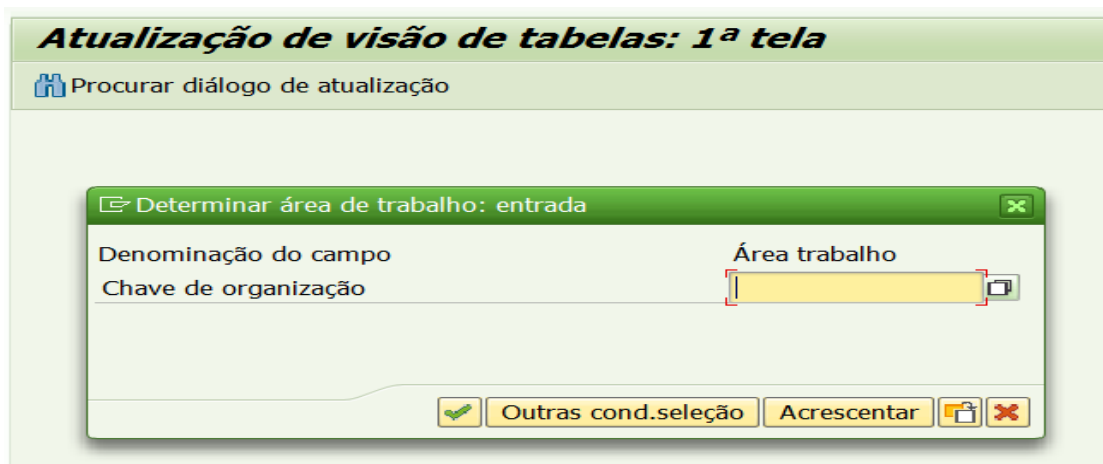 Atualização de visão de tabelas: 1ª tela
Procurar diálogo de atualização
Determinar área de trabalho: entrada
Denominação do campo Área trabalho
Chave de organização
Outras cond.seleção Acrescentar